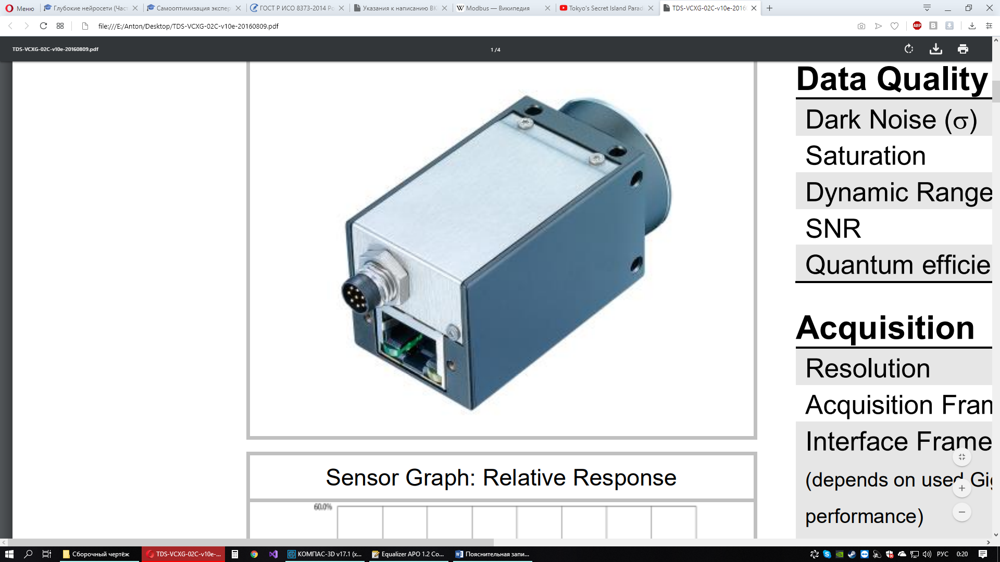 Меню
Глубокие нейросети (Част
Самооптимизация экспер
ГОСТ Р ИСО 8373-2014 Ро
Указания к написанию ВК
W Modbus — Википедия
Tokyo's Secret Island Parad
TDS-VCXG-02C-v10e-2016
file:///E:/Anton/Desktop/TDS-VCXG-02C-v10e-20160809.pdf
ABP
B
TDS-VCXG-02C-v10e-20160809.pdf
1 / 4
Data Quality
Dark Noise (σ)
Saturation
Dynamic Range
SNR
Quantum efficie
Acquisition
Resolution
Acquisition Fram
Interface Frame
(depends on used Gig
performance)
Sensor Graph: Relative Response
60.0%
Сборочный чертёж
TDS-VCXG-02C-v10e-...
КОМПАС-3D v17.1 (x...
Equalizer APO 1.2 Co...
Пояснительная запи...
РУС
0:20